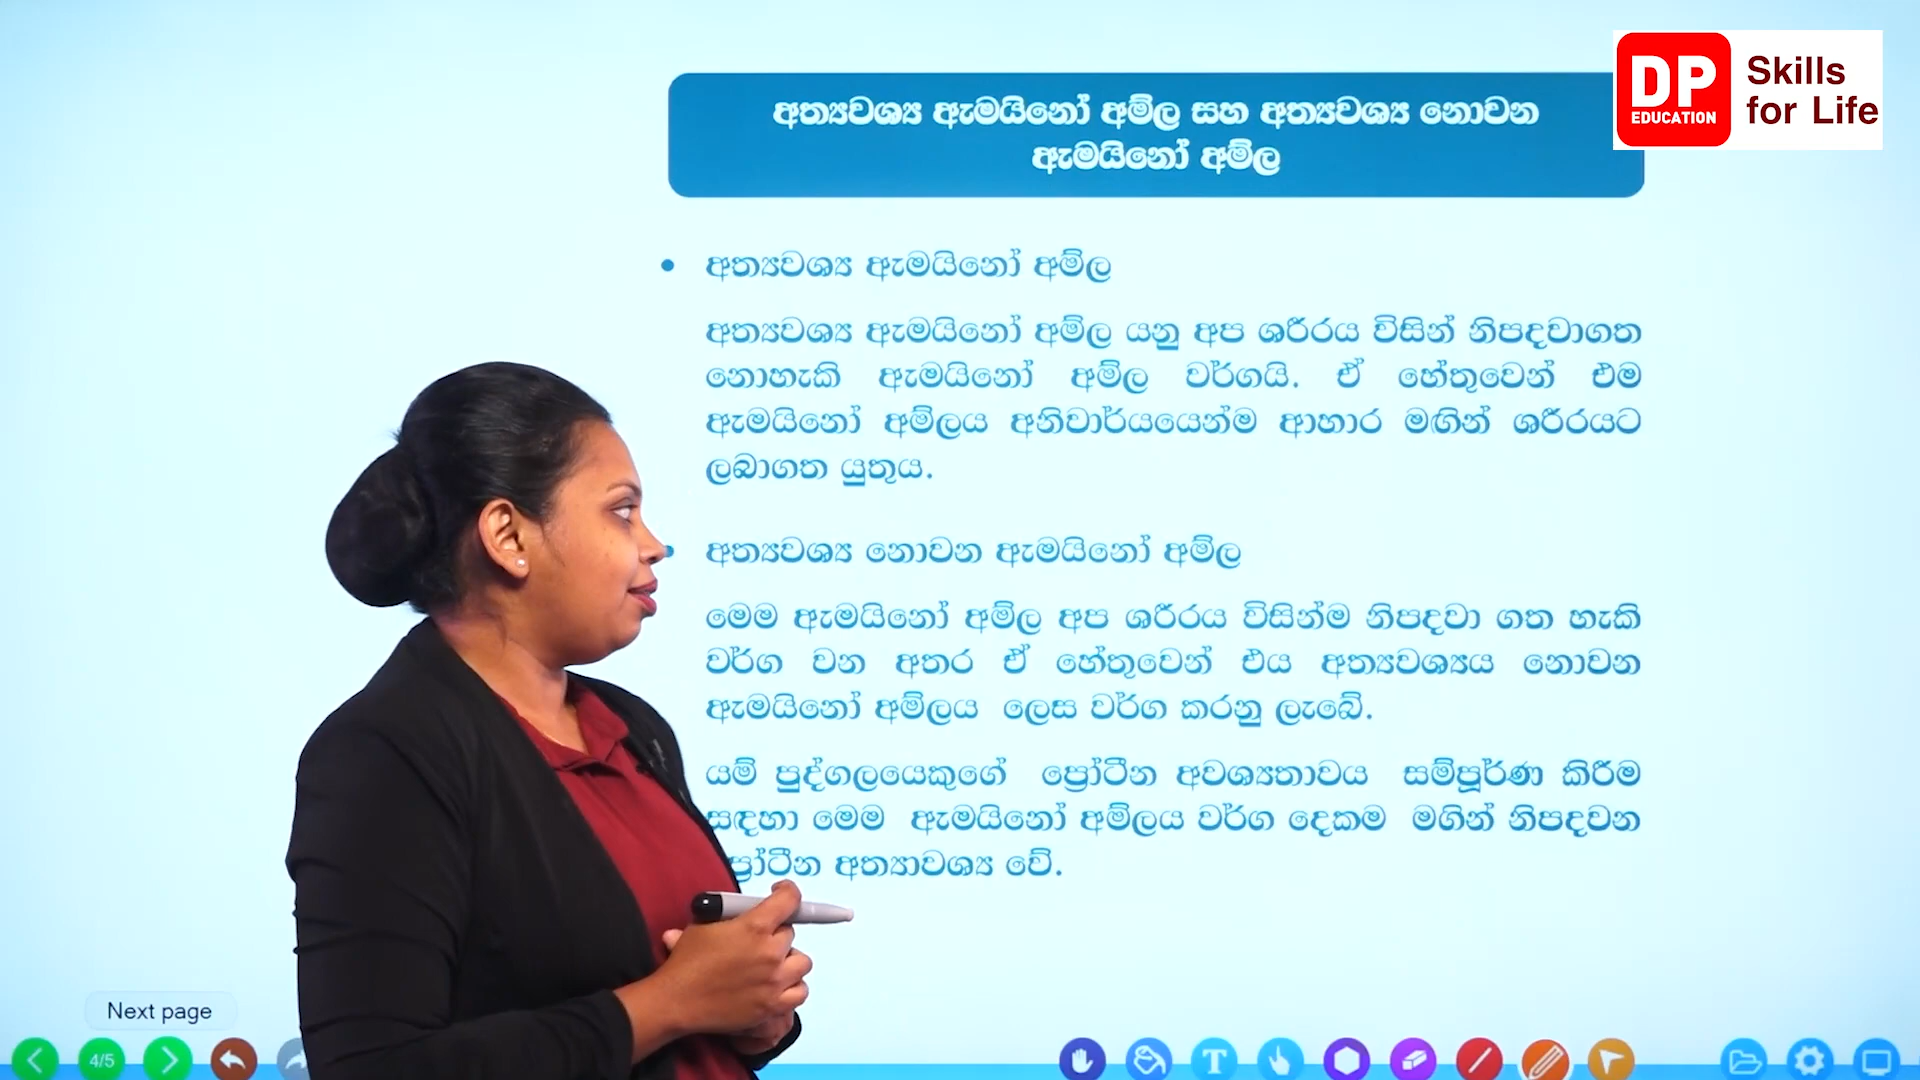 DP
EDUCATION
Skills
for Life
අත්‍යවශ්‍ය ඇමයිනෝ අම්ල සහ අත්‍යවශ්‍ය නොවන
ඇමයිනෝ අම්ල
• අත්‍යවශ්‍ය ඇමයිනෝ අම්ල
අත්‍යවශ්‍ය ඇමයිනෝ අම්ල යනු අප ශරීරය විසින් නිපදවාගත
නොහැකි ඇමයිනෝ අම්ල වර්ගයි. ඒ හේතුවෙන් එම
ඇමයිනෝ අම්ලය අනිවාර්යයෙන්ම ආහාර මඟින් ශරීරයට
ලබාගත යුතුය.
• අත්‍යවශ්‍ය නොවන ඇමයිනෝ අම්ල
මෙම ඇමයිනෝ අම්ල අප ශරීරය විසින්ම නිපදවා ගත හැකි
වර්ග වන අතර ඒ හේතුවෙන් එය අත්‍යවශ්‍යය නොවන
ඇමයිනෝ අම්ලය ලෙස වර්ග කරනු ලැබේ.
යම් පුද්ගලයෙකුගේ ප්‍රෝටීන අවශ්‍යතාවය සම්පූර්ණ කිරීම
සඳහා මෙම ඇමයිනෝ අම්ලය වර්ග දෙකම මගින් නිපදවන
ප්‍රෝටීන අත්‍යාවශ්‍ය වේ.
Next page
4/5
T